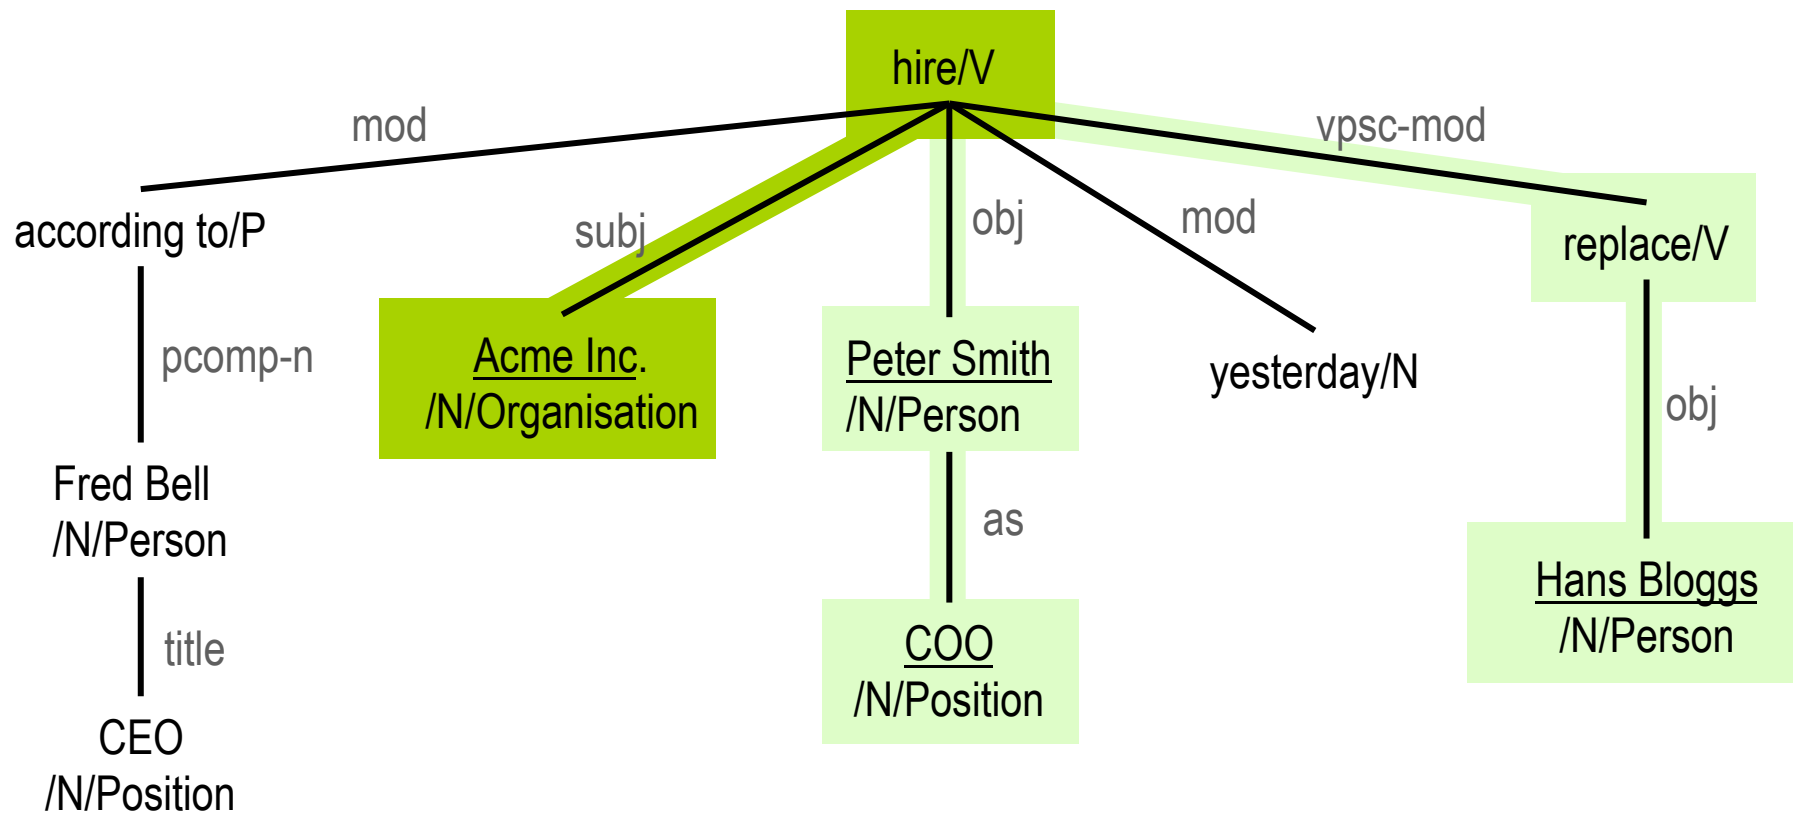 hire/V
mod
vpsc-mod
according to/P
subj
obj
mod
replace/V
pcomp-n
Acme Inc.
/N/Organisation
Peter Smith
/N/Person
yesterday/N
obj
Fred Bell
/N/Person
as
Hans Bloggs
/N/Person
title
COO
/N/Position
CEO
/N/Position